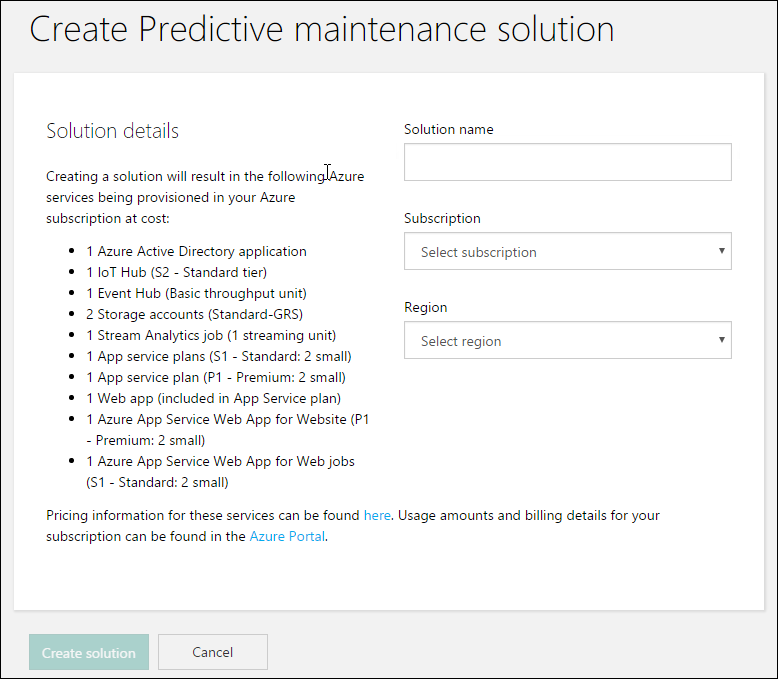 Create Predictive maintenance solution
Solution details
Creating a solution will result in the following Azure
services being provisioned in your Azure
subscription at cost:
• 1 Azure Active Directory application
• 1 IoT Hub (S2 - Standard tier)
• 1 Event Hub (Basic throughput unit)
• 2 Storage accounts (Standard-GRS)
• 1 Stream Analytics job (1 streaming unit)
• 1 App service plans (S1 - Standard: 2 small)
• 1 App service plan (P1 - Premium: 2 small)
• 1 Web app (included in App Service plan)
• 1 Azure App Service Web App for Website (P1
- Premium: 2 small)
• 1 Azure App Service Web App for Web jobs
(S1 - Standard: 2 small)
Solution name
Subscription
Select subscription
Region
Select region
Pricing information for these services can be found here. Usage amounts and billing details for your
subscription can be found in the Azure Portal.
Create solution
Cancel